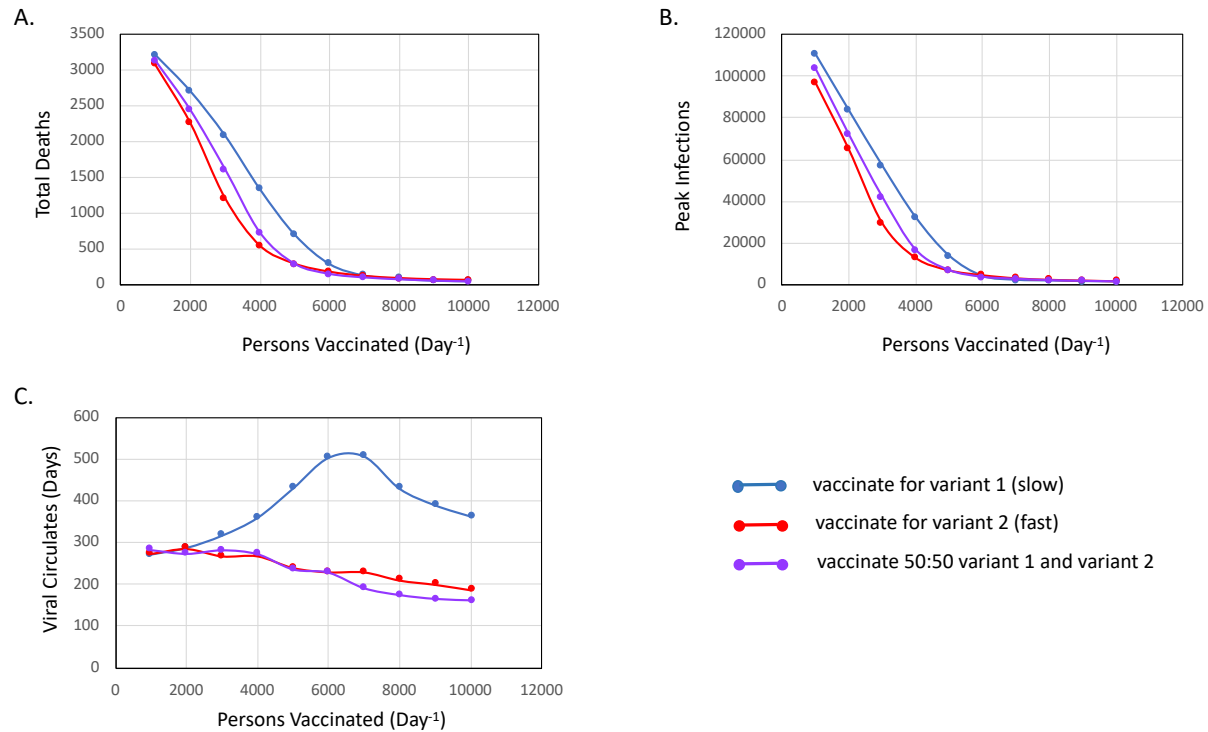 A.
3500
3000
2500
2000
1500
1000
500
0
Total Deaths
0 2000 4000 6000 8000 10000 12000
Persons Vaccinated (Day⁻¹)
B.
120000
100000
80000
60000
40000
20000
0
Peak Infections
0 2000 4000 6000 8000 10000 12000
Persons Vaccinated (Day⁻¹)
C.
600
500
400
300
200
100
0
Viral Circulates (Days)
0 2000 4000 6000 8000 10000 12000
Persons Vaccinated (Day⁻¹)
vaccinate for variant 1 (slow)
vaccinate for variant 2 (fast)
vaccinate 50:50 variant 1 and variant 2